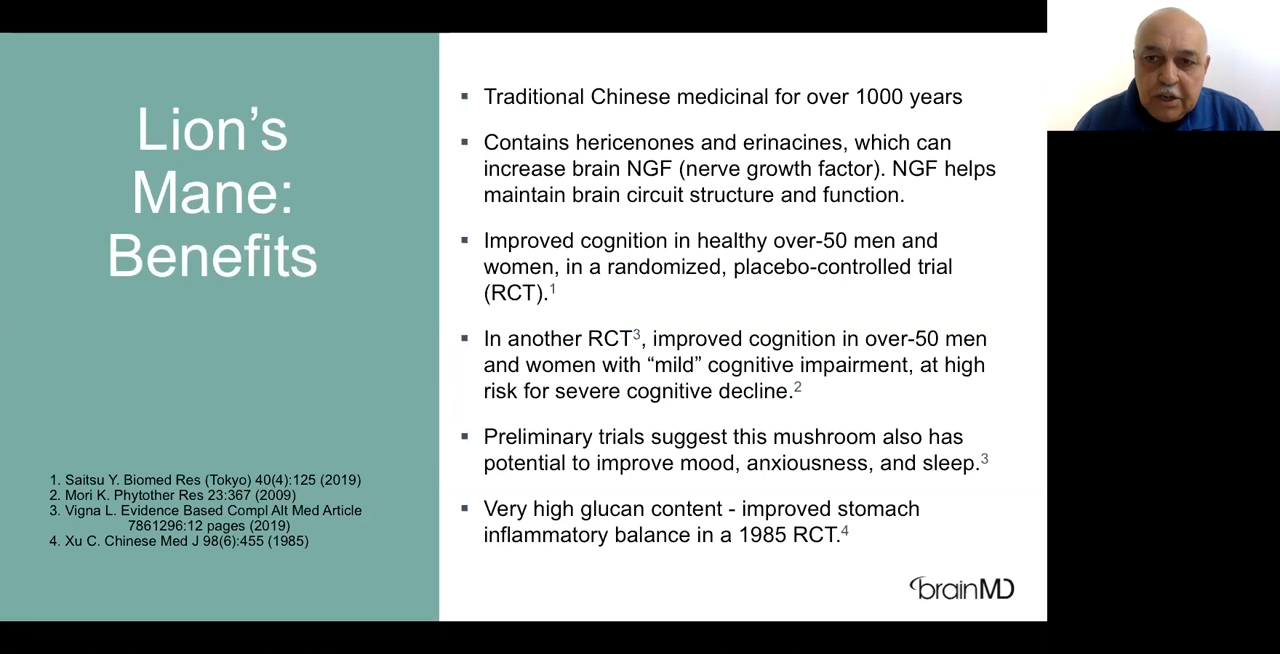 Lion’s
Mane:
Benefits
▪ Traditional Chinese medicinal for over 1000 years
▪ Contains hericenones and erinacines, which can
increase brain NGF (nerve growth factor). NGF helps
maintain brain circuit structure and function.
▪ Improved cognition in healthy over-50 men and
women, in a randomized, placebo-controlled trial
(RCT).¹
▪ In another RCT³, improved cognition in over-50 men
and women with “mild” cognitive impairment, at high
risk for severe cognitive decline.²
▪ Preliminary trials suggest this mushroom also has
potential to improve mood, anxiousness, and sleep.³
▪ Very high glucan content - improved stomach
inflammatory balance in a 1985 RCT.⁴
1. Saitsu Y. Biomed Res (Tokyo) 40(4):125 (2019)
2. Mori K. Phytother Res 23:367 (2009)
3. Vigna L. Evidence Based Compl Alt Med Article
7861296:12 pages (2019)
4. Xu C. Chinese Med J 98(6):455 (1985)
brainMD